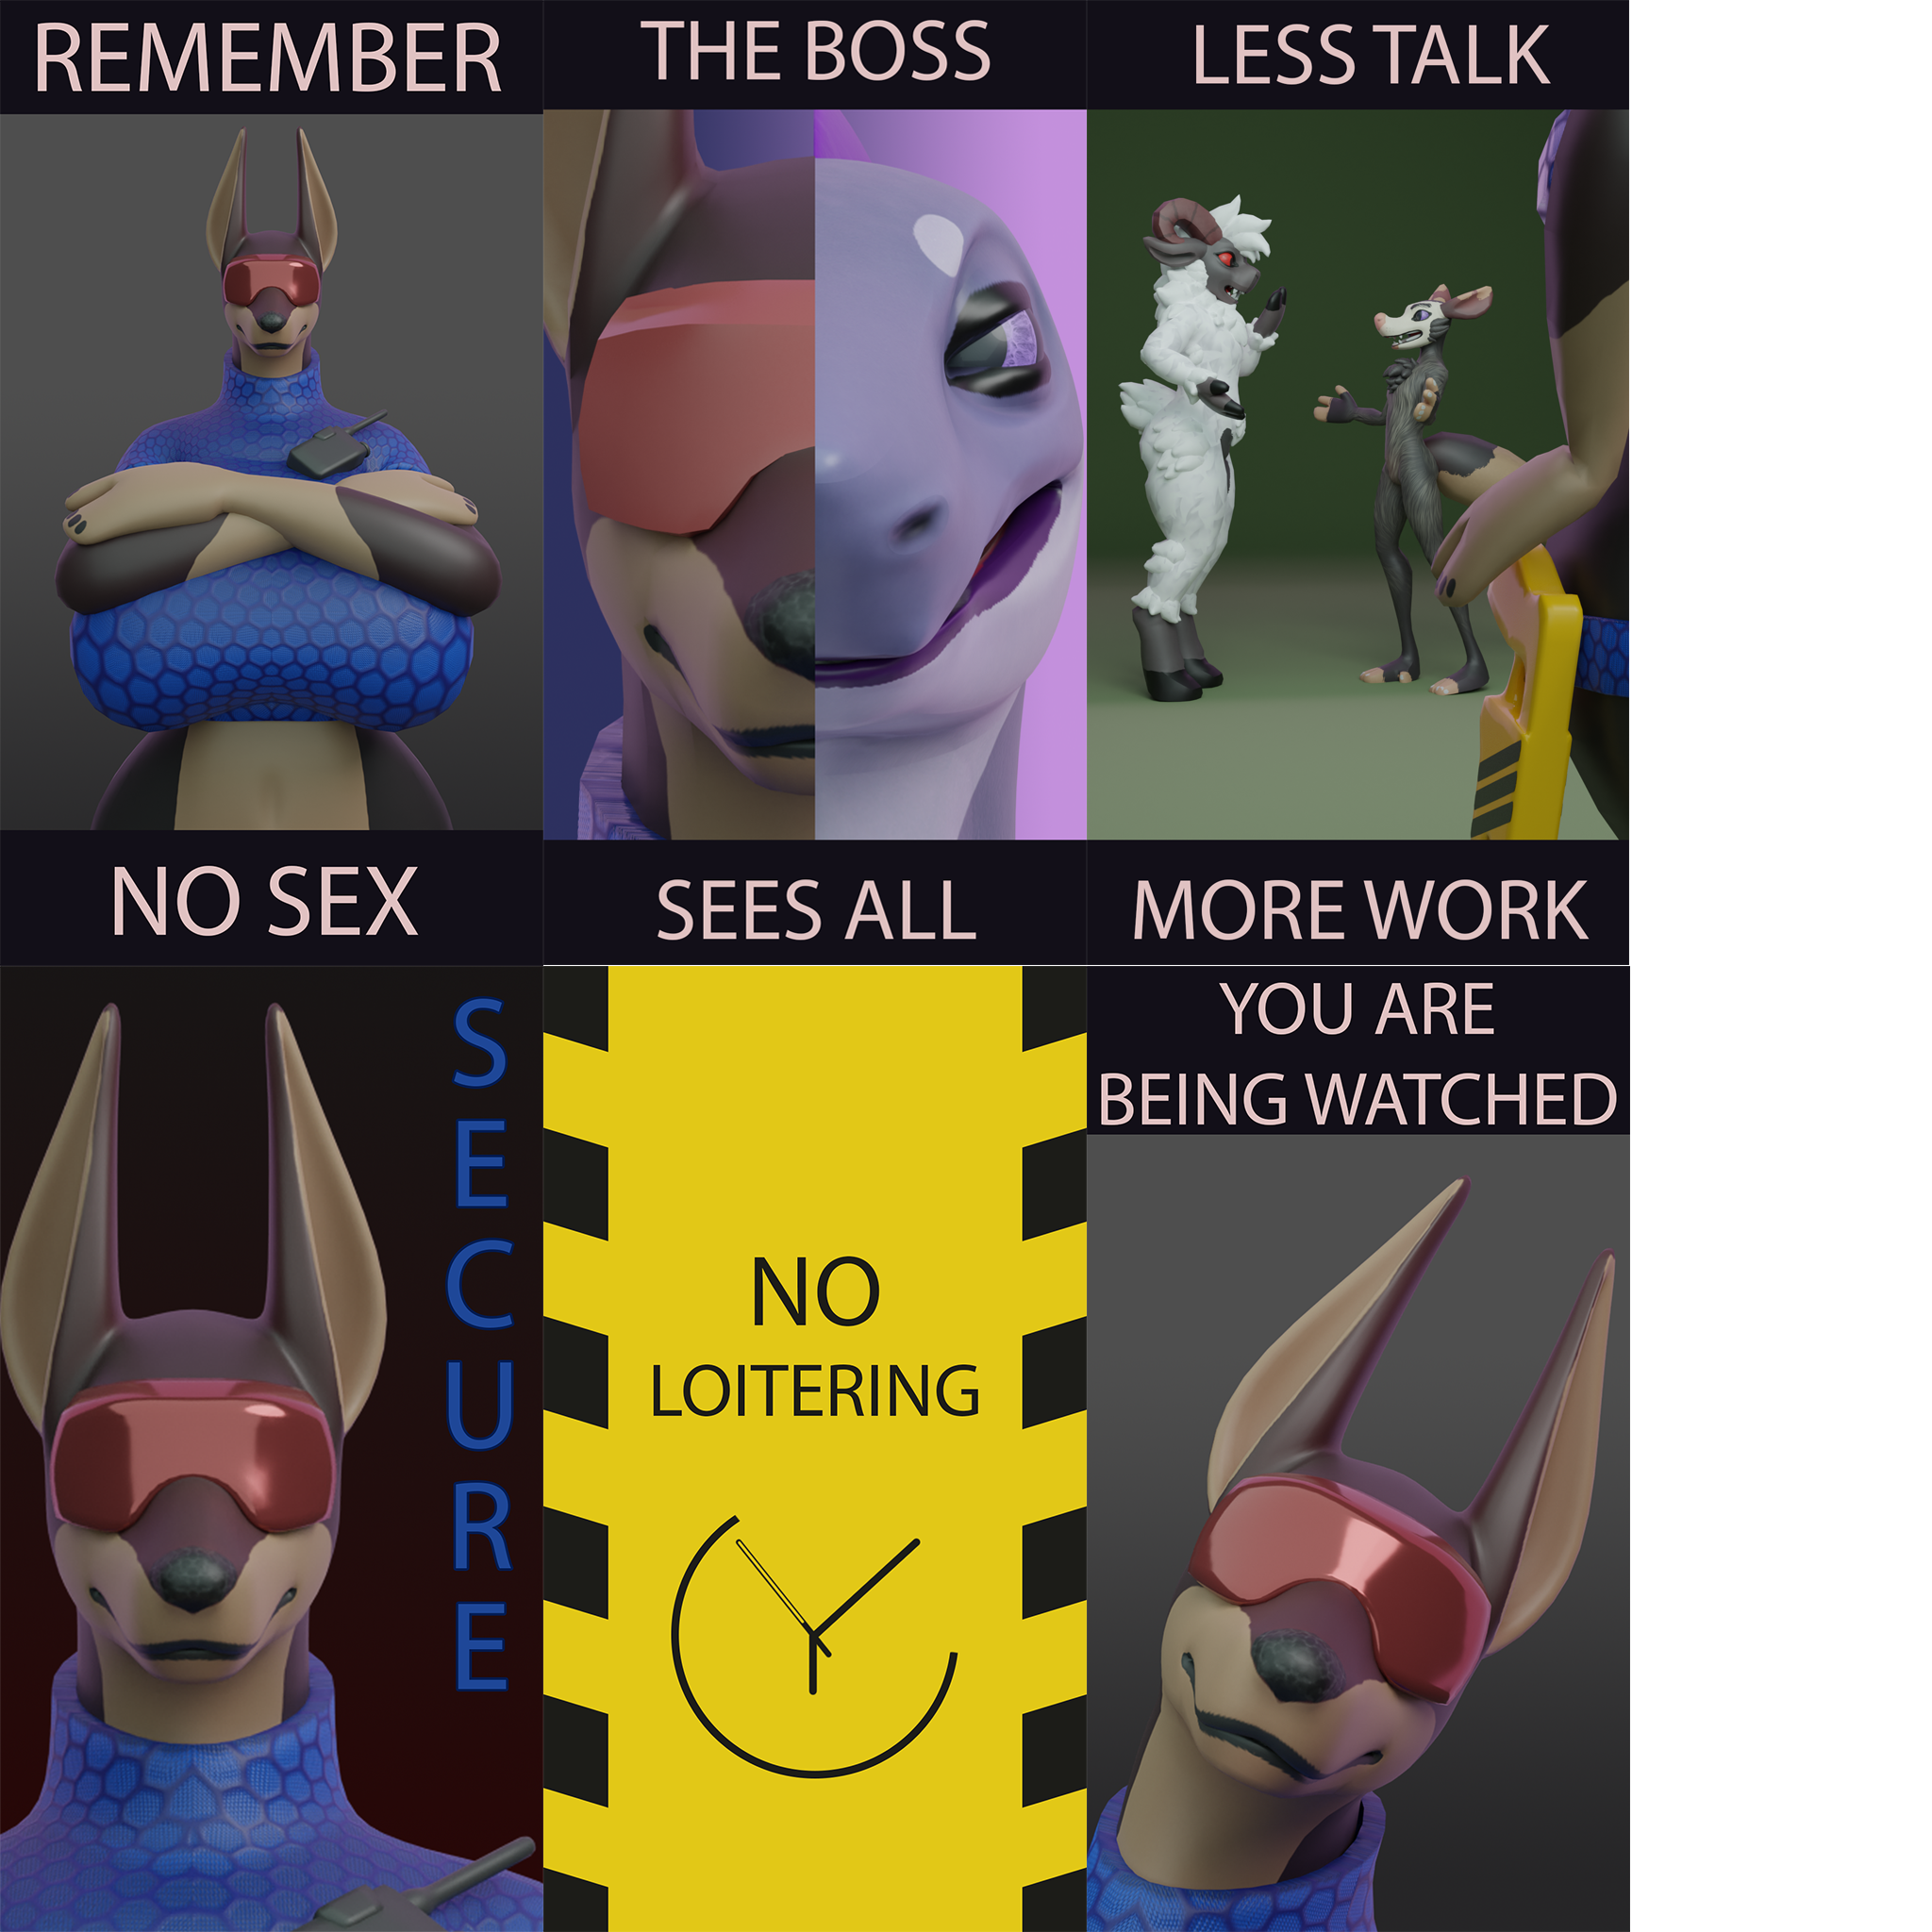 REMEMBER
NO SEX
THE BOSS
SEES ALL
LESS TALK
MORE WORK
SECURE
NO
LOITERING
YOU ARE
BEING WATCHED